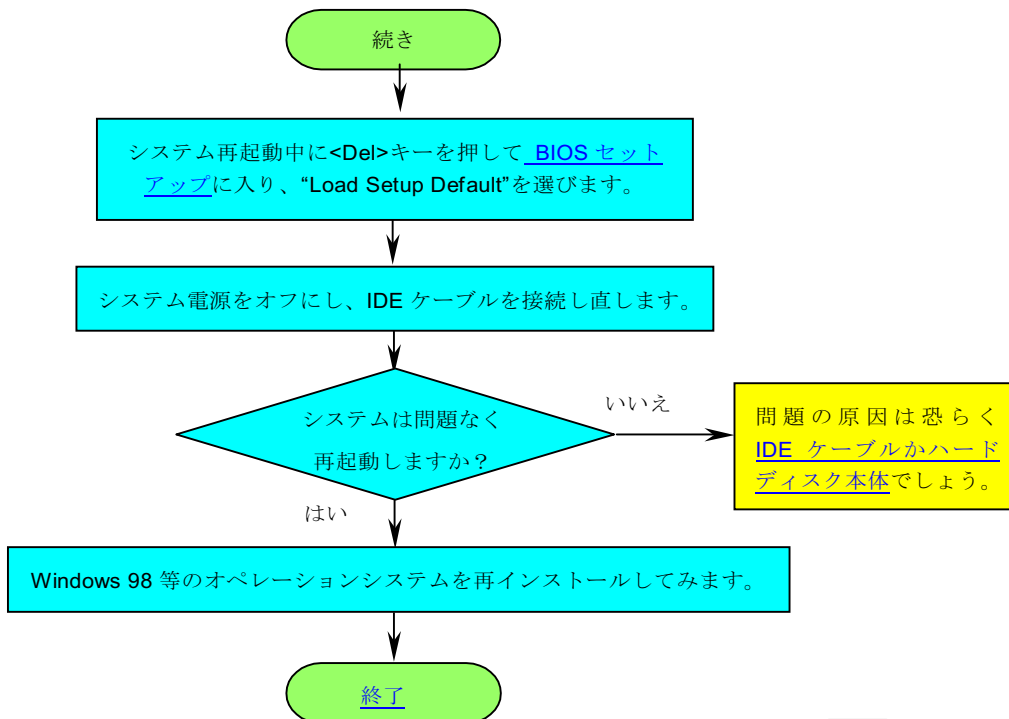 続き
システム再起動中に<Del>キーを押して BIOS セット
アップに入り、“Load Setup Default”を選びます。
システム電源をオフにし、IDE ケーブルを接続し直します。
システムは問題なく
再起動しますか？
いいえ
問題の原因は恐らく
IDE ケーブルかハード
ディスク本体でしょう。
はい
Windows 98 等のオペレーションシステムを再インストールしてみます。
終了